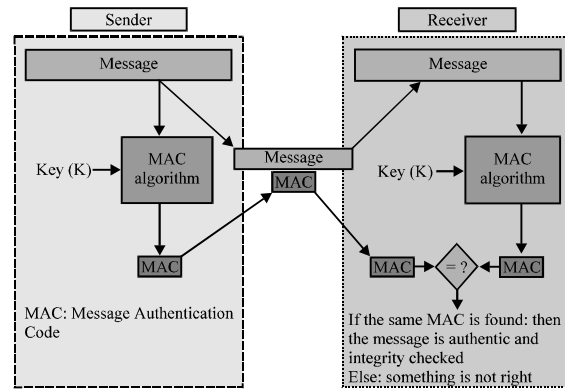 Sender
Receiver
Message
Message
Message
MAC
Key (K)
MAC
algorithm
Key (K)
MAC
algorithm
MAC
MAC
= ?
MAC
MAC: Message Authentication
Code
If the same MAC is found: then
the message is authentic and
integrity checked
Else: something is not right